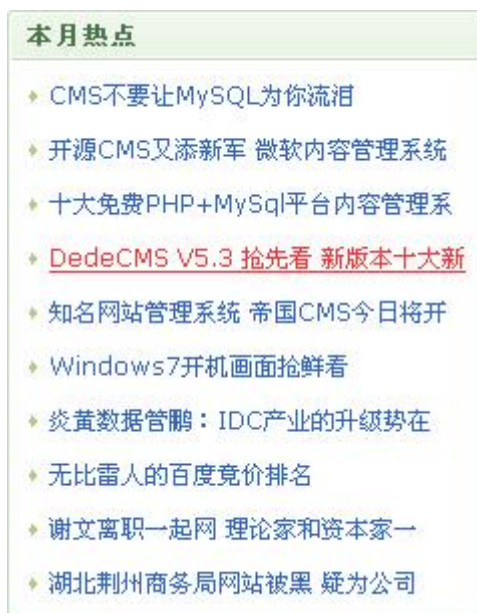 本月热点
CMS不要让MySQL为你流泪
开源CMS又添新军 微软内容管理系统
十大免费PHP+MySql平台内容管理系
DedeCMS V5.3 抢先看 新版本十大新
知名网站管理系统 帝国CMS今日将开
Windows7开机画面抢鲜看
炎黄数据管鹏：IDC产业的升级势在
无比雷人的百度竞价排名
谢文离职一起网 理论家和资本家一
湖北荆州商务局网站被黑 疑为公司